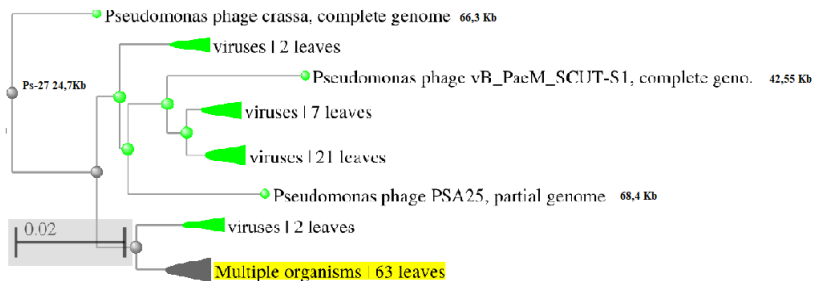 Pseudomonas phage crassa, complete genome 66,3 Kb
viruses | 2 leaves
Pseudomonas phage vB_PaeM_SCUT-S1, complete geno. 42,55 Kb
Ps-27 24,7Kb
viruses | 7 leaves
viruses | 21 leaves
Pseudomonas phage PSA25, partial genome 68,4 Kb
viruses | 2 leaves
0.02
Multiple organisms | 63 leaves